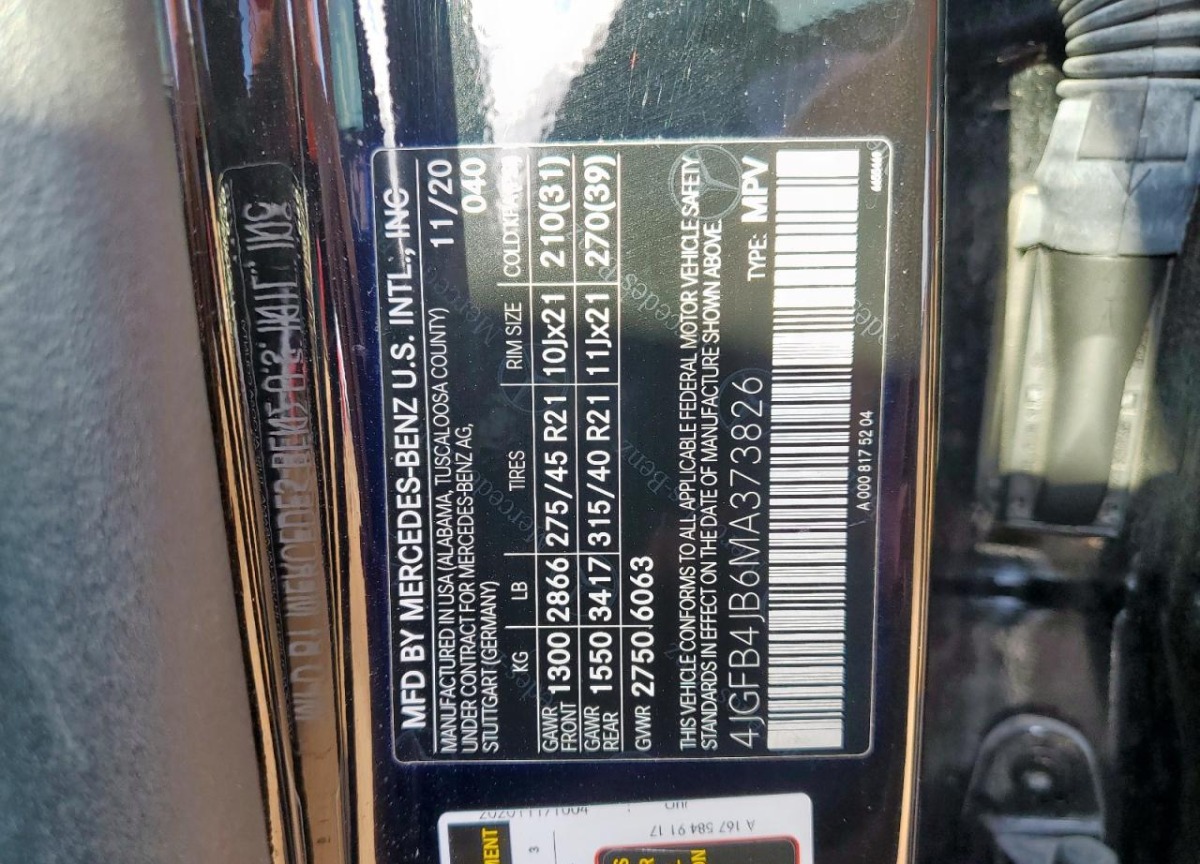 MFD BY MERCEDES-BENZ U.S. INTL., INC
MANUFACTURED IN USA (ALABAMA, TUSCALOOSA COUNTY) 11/20
UNDER CONTRACT FOR MERCEDES-BENZ AG, 040
STUTTGART (GERMANY)
KG LB TIRES RIM SIZE COLD
GAWR FRONT 1300 2866 275/45 R21 10Jx21 210(31)
GAWR REAR 1550 3417 315/40 R21 11Jx21 270(39)
GVWR 2750 6063
THIS VEHICLE CONFORMS TO ALL APPLICABLE FEDERAL MOTOR VEHICLE SAFETY
STANDARDS IN EFFECT ON THE DATE OF MANUFACTURE SHOWN ABOVE.
4JGFB4JB6MA373826 TYPE: MPV
A 000 817 52 04
A 167 584 91 17